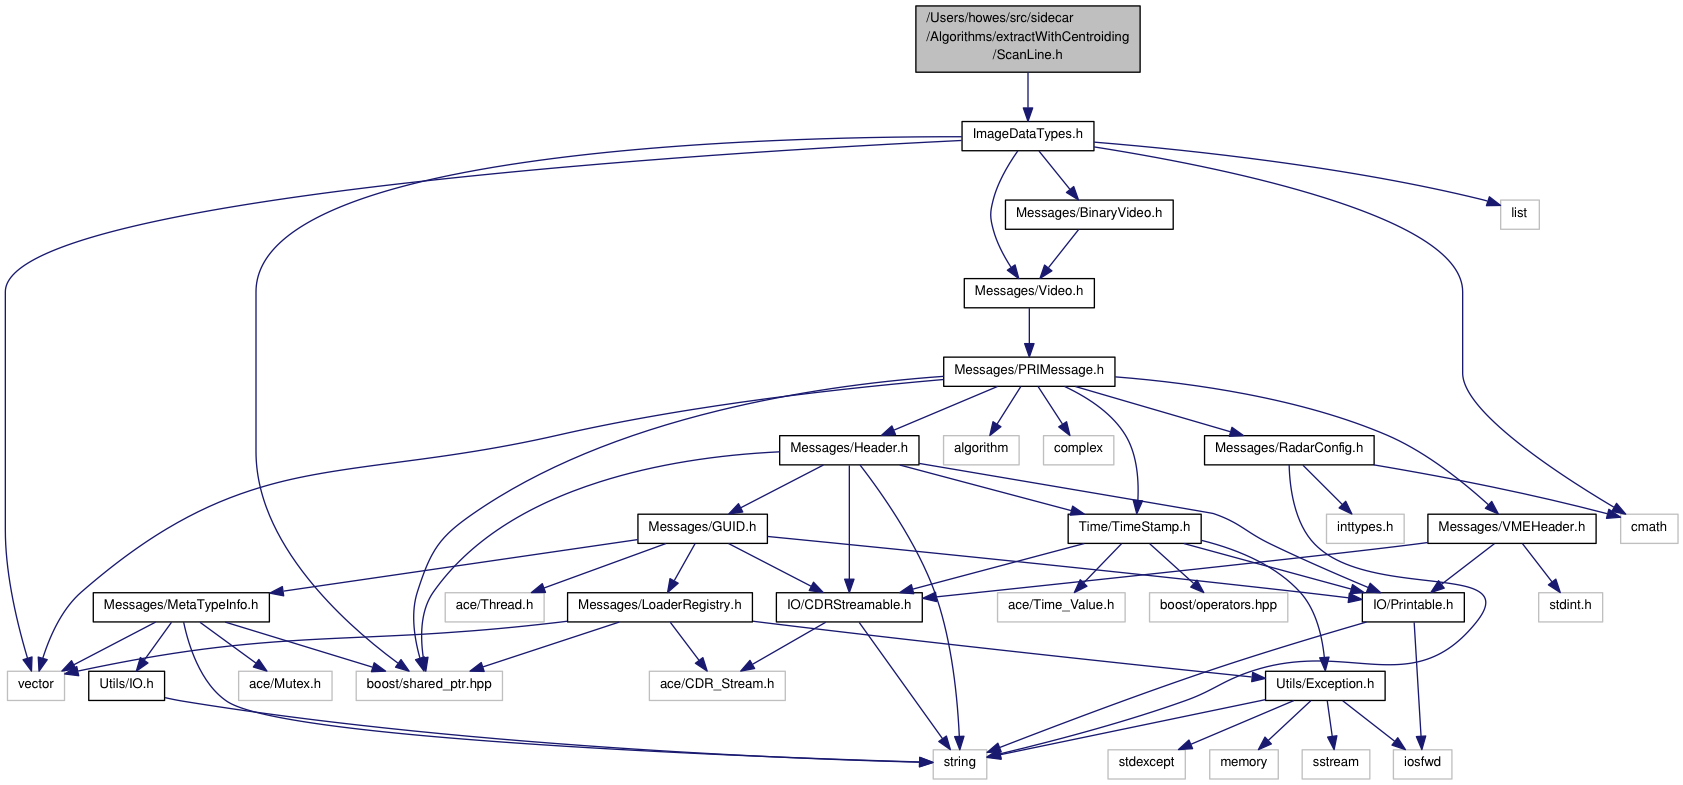 /Users/howes/src/sidecar
/Algorithms/extractWithCentroiding
/ScanLine.h
ImageDataTypes.h
Messages/BinaryVideo.h
list
Messages/Video.h
Messages/PRIMessage.h
Messages/Header.h
algorithm
complex
Messages/RadarConfig.h
Messages/GUID.h
Time/TimeStamp.h
inttypes.h
Messages/VMEHeader.h
cmath
Messages/MetaTypeInfo.h
ace/Thread.h
Messages/LoaderRegistry.h
IO/CDRStreamable.h
ace/Time_Value.h
boost/operators.hpp
IO/Printable.h
stdint.h
vector
Utils/IO.h
ace/Mutex.h
boost/shared_ptr.hpp
ace/CDR_Stream.h
Utils/Exception.h
string
stdexcept
memory
sstream
iosfwd